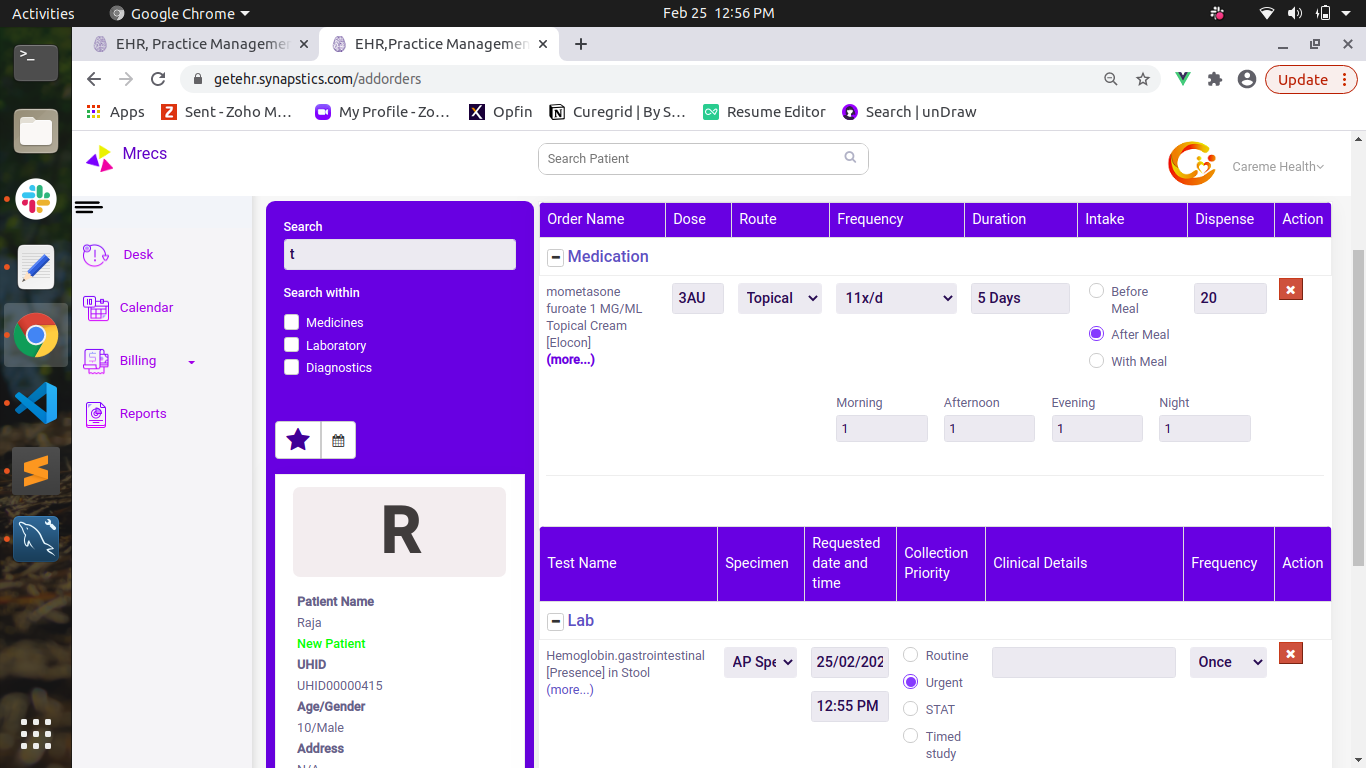 Activities
Google Chrome
Feb 25 12:56 PM
EHR, Practice Managemen
EHR,Practice Managemen
getehr.synapstics.com/addorders
Update
Apps
Sent - Zoho M...
My Profile - Zo...
Opfin
Curegrid | By S...
Resume Editor
Search | unDraw
Mrecs
Search Patient
Careme Health
Desk
Calendar
Billing
Reports
Search
t
Search within
Medicines
Laboratory
Diagnostics
R
Patient Name
Raja
New Patient
UHID
UHID00000415
Age/Gender
10/Male
Address
N/A
Order Name Dose Route Frequency Duration Intake Dispense Action
Medication
mometasone
furoate 1 MG/ML
Topical Cream
[Elocon]
(more...)
3AU
Topical
11x/d
5 Days
Before
Meal
After Meal
With Meal
20
Morning Afternoon Evening Night
1 1 1 1
Test Name
Specimen
Requested
date and
time
Collection
Priority
Clinical Details
Frequency
Action
Lab
Hemoglobin.gastrointestinal
[Presence] in Stool
(more...)
AP Spe
25/02/202
12:55 PM
Routine
Urgent
STAT
Timed
study
Once